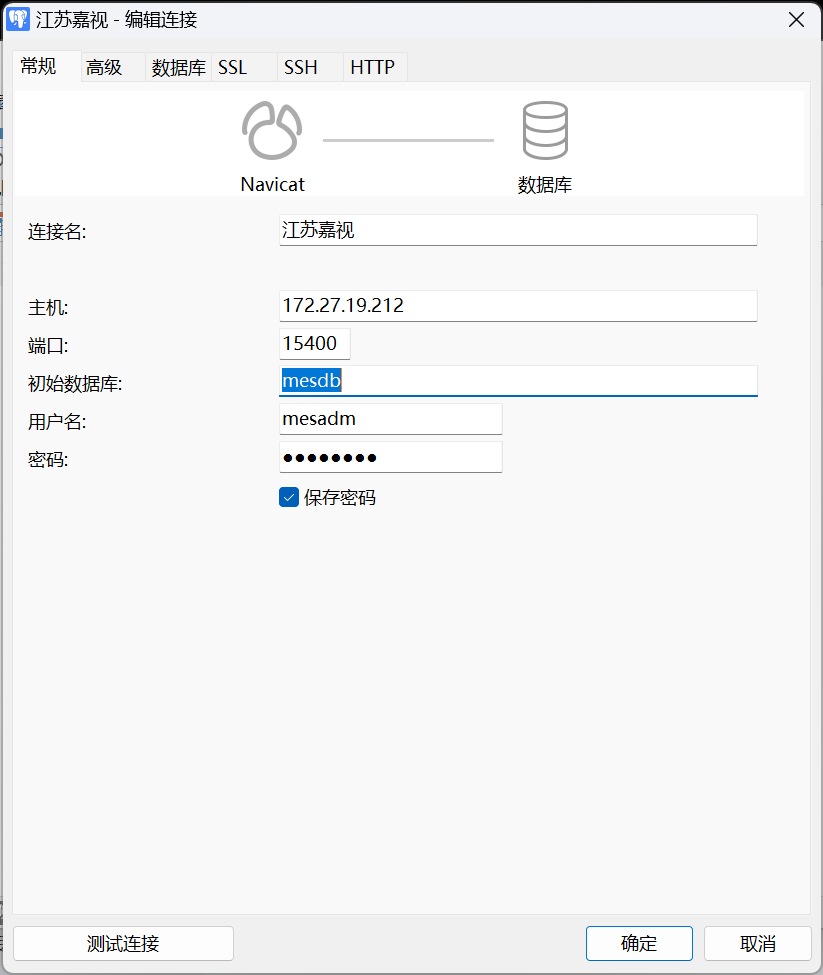 江苏嘉视 - 编辑连接
常规 高级 数据库 SSL SSH HTTP
Navicat 数据库
连接名: 江苏嘉视
主机: 172.27.19.212
端口: 15400
初始数据库: mesdb
用户名: mesadm
密码: ●●●●●●●●
保存密码
测试连接 确定 取消